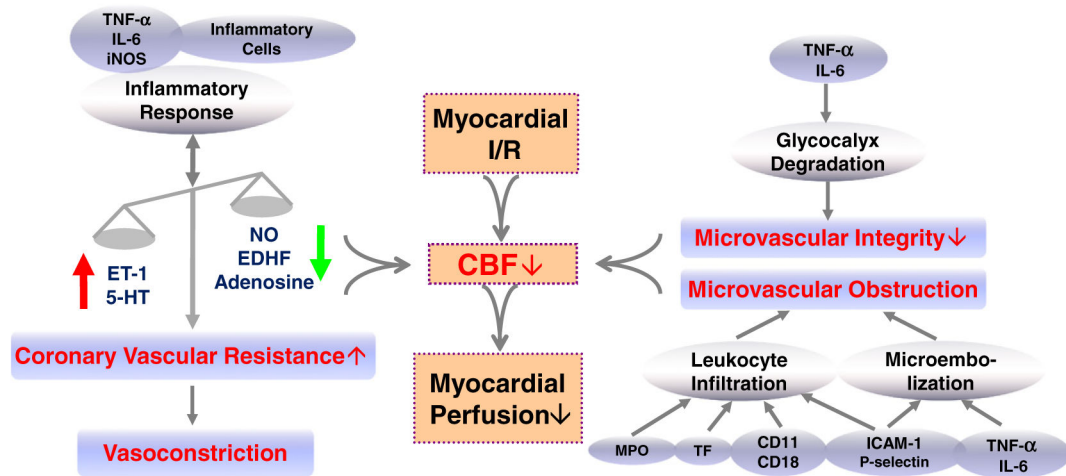 TNF-α
IL-6
iNOS
Inflammatory
Cells
Inflammatory
Response
NO
EDHF
Adenosine
ET-1
5-HT
Coronary Vascular Resistance↑
Vasoconstriction
Myocardial
I/R
CBF↓
Myocardial
Perfusion↓
TNF-α
IL-6
Glycocalyx
Degradation
Microvascular Integrity↓
Microvascular Obstruction
Leukocyte
Infiltration
Microembo-
lization
MPO
TF
CD11
CD18
ICAM-1
P-selectin
TNF-α
IL-6